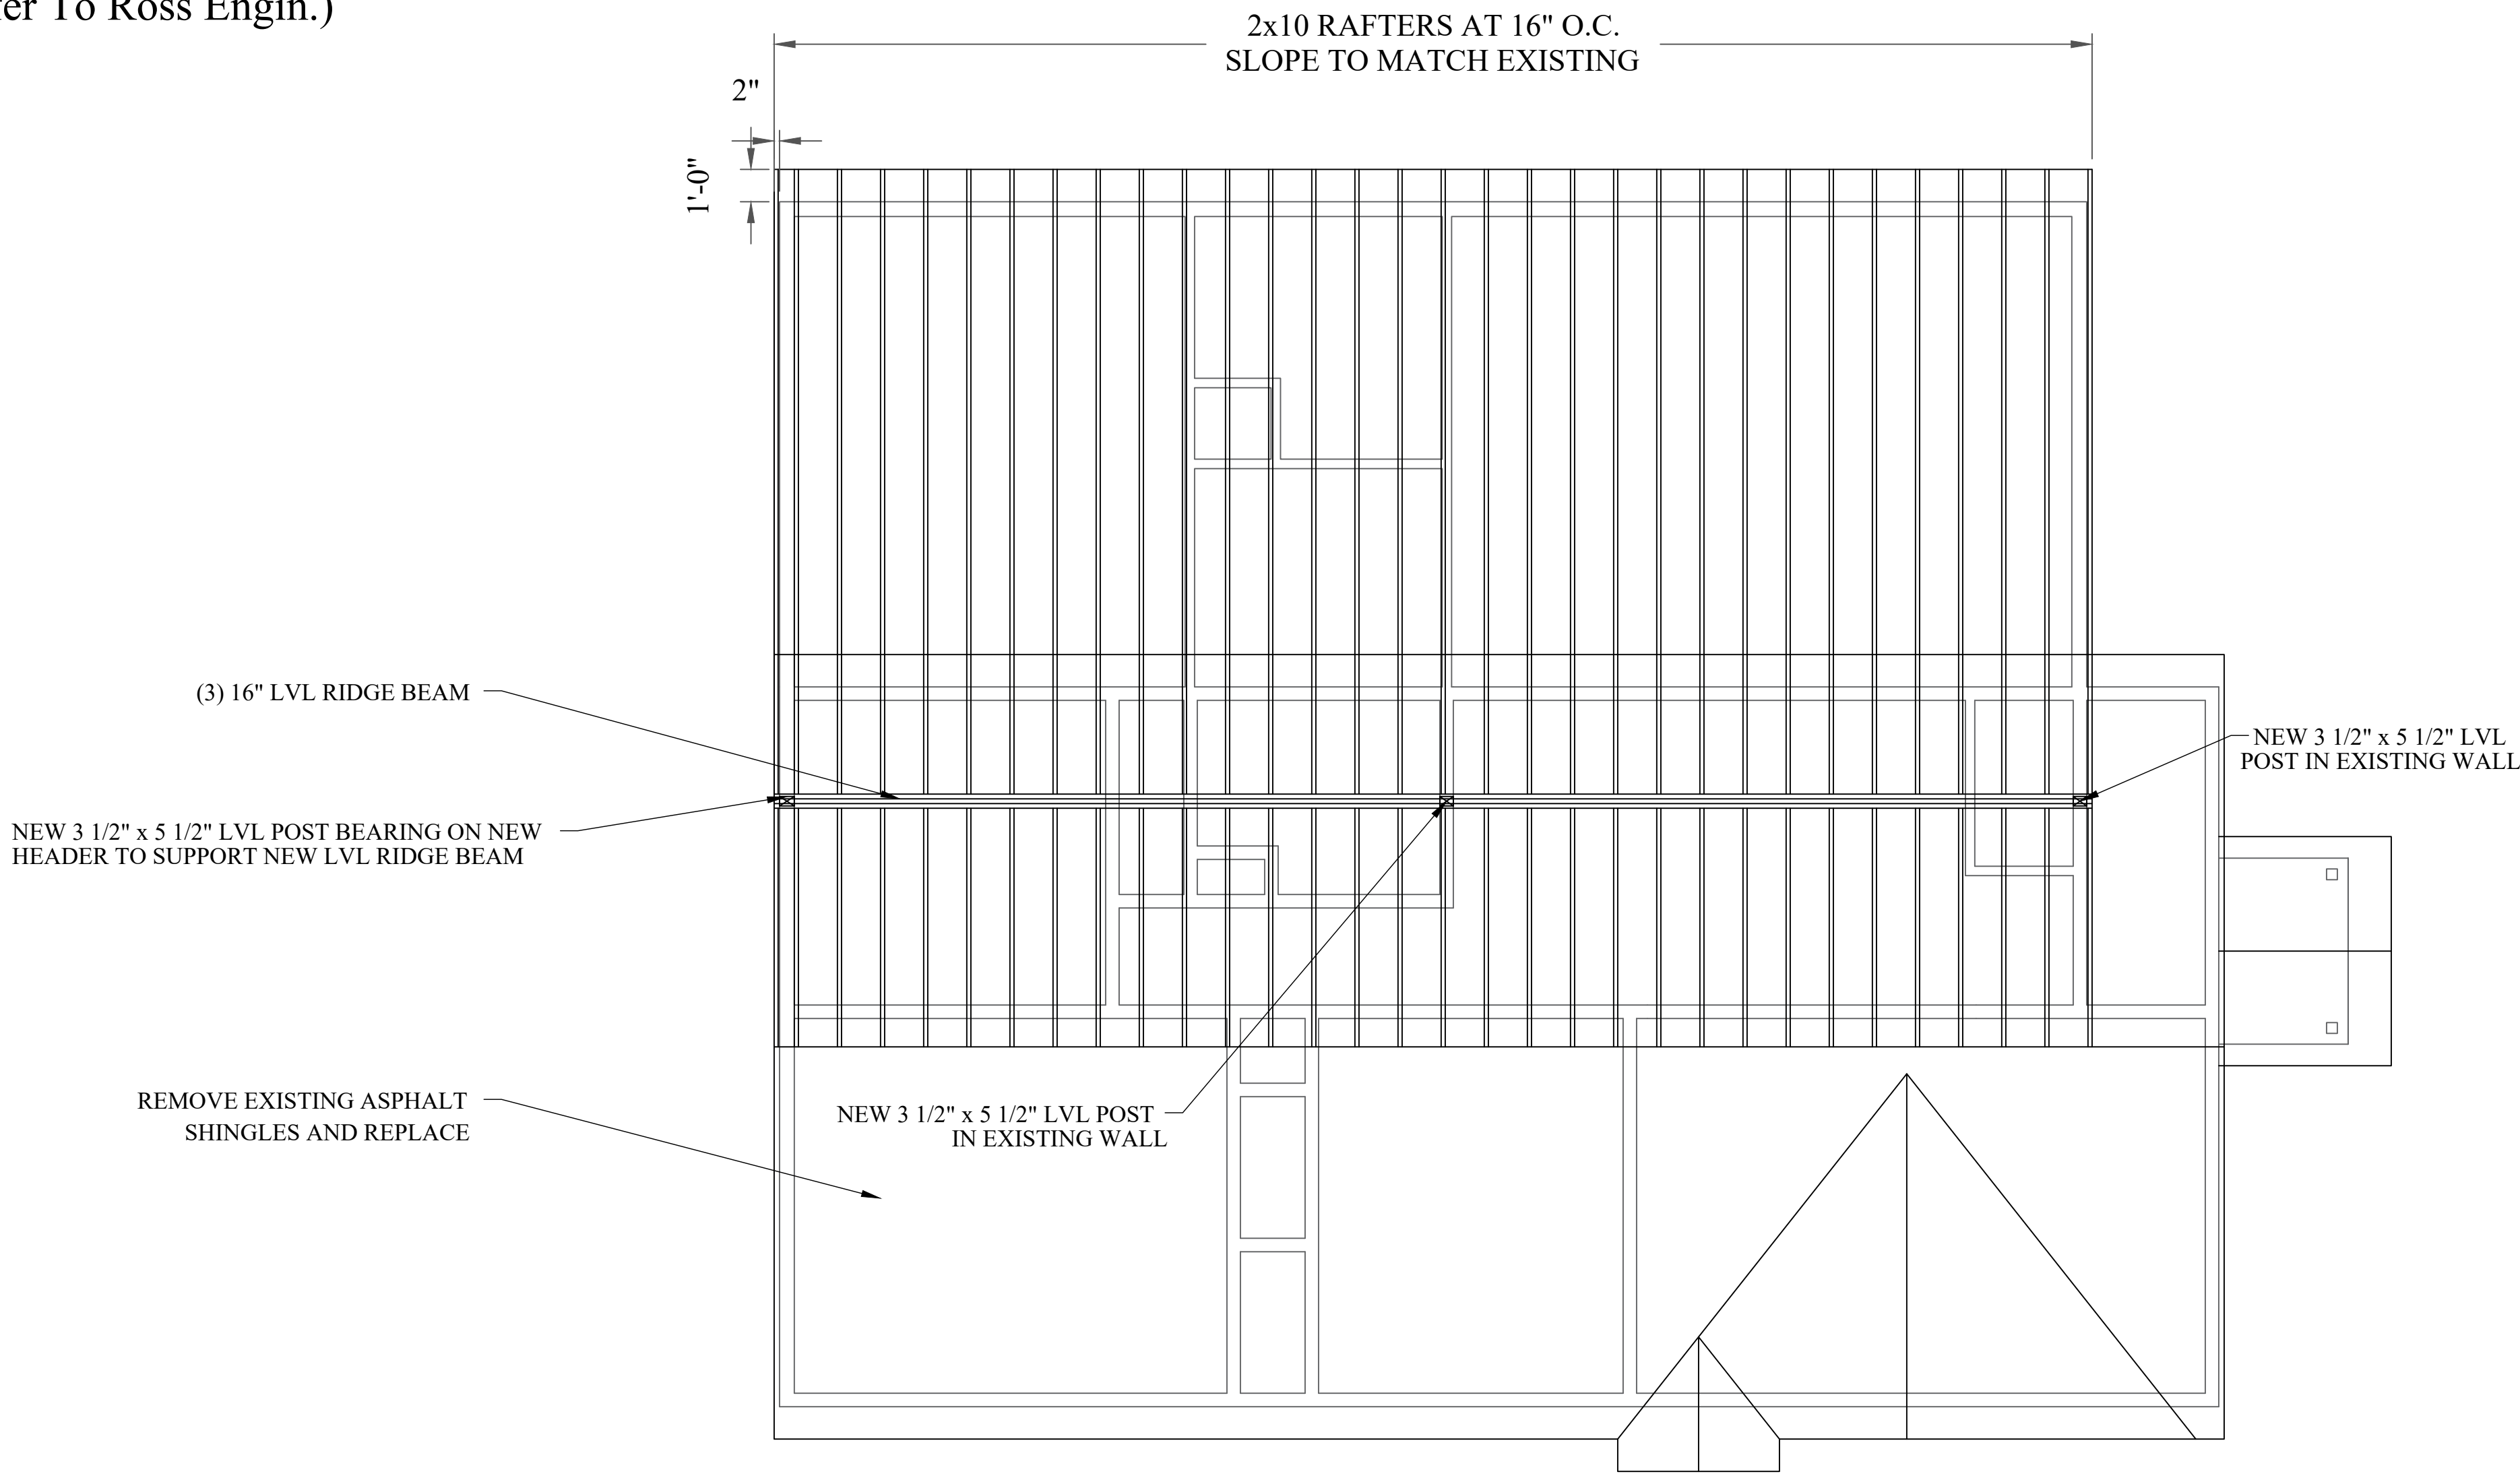 To Ross Engin.)
2x10 RAFTERS AT 16" O.C.
SLOPE TO MATCH EXISTING
2"
1'-0"
(3) 16" LVL RIDGE BEAM
NEW 3 1/2" x 5 1/2" LVL
POST IN EXISTING WALL
NEW 3 1/2" x 5 1/2" LVL POST BEARING ON NEW
HEADER TO SUPPORT NEW LVL RIDGE BEAM
REMOVE EXISTING ASPHALT
SHINGLES AND REPLACE
NEW 3 1/2" x 5 1/2" LVL POST
IN EXISTING WALL